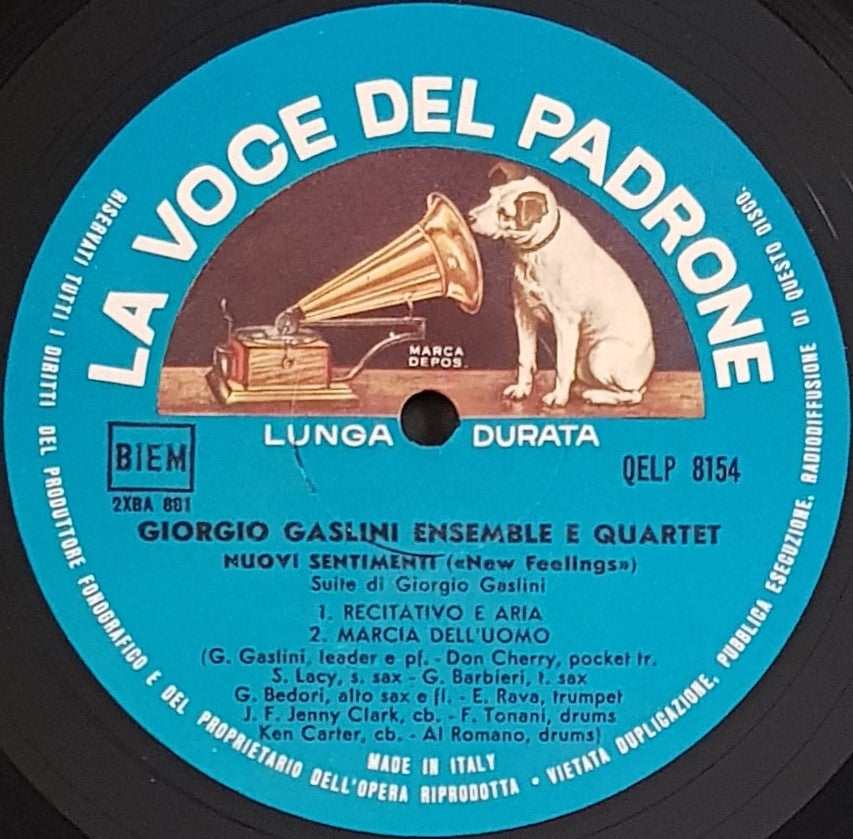 LA VOCE DEL PADRONE
MARCA
DEPOS.
LUNGA DURATA
BIEM
QELP 8154
2XBA 881
GIORGIO GASLINI ENSEMBLE E QUARTET
NUOVI SENTIMENTI («New Feelings»)
Suite di Giorgio Gaslini
1. RECITATIVO E ARIA
2. MARCIA DELL'UOMO
(G. Gaslini, leader e pf. - Don Cherry, pocket tr.
S. Lacy, s. sax - G. Barbieri, t. sax
G. Bedori, alto sax e fl. - E. Rava, trumpet
J. F. Jenny Clark, cb. - F. Tonani, drums
Ken Carter, cb. - Al Romano, drums)
MADE IN ITALY
RISERVATI TUTTI I DIRITTI DEL PRODUTTORE FONOGRAFICO E DEL PROPRIETARIO DELL'OPERA RIPRODOTTA • VIETATA DUPLICAZIONE, PUBBLICA ESECUZIONE, RADIODIFFUSIONE DI QUESTO DISCO.